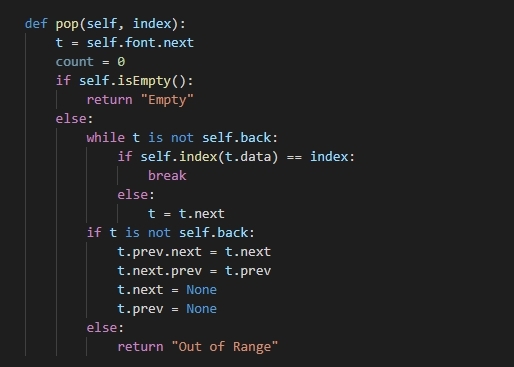 def pop(self, index):
    t = self.font.next
    count = 0
    if self.isEmpty():
        return "Empty"
    else:
        while t is not self.back:
            if self.index(t.data) == index:
                break
            else:
                t = t.next
        if t is not self.back:
            t.prev.next = t.next
            t.next.prev = t.prev
            t.next = None
            t.prev = None
        else:
            return "Out of Range"